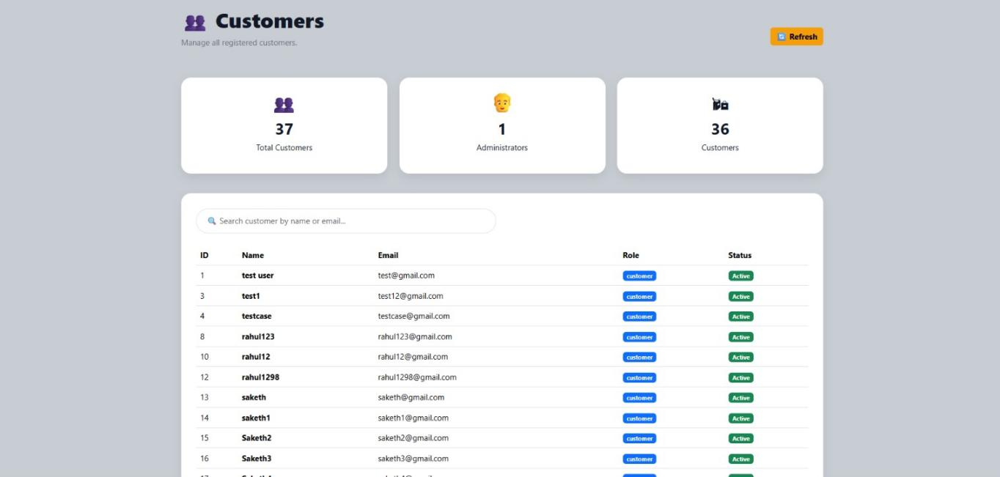 Customers
Manage all registered customers.
Refresh
37
Total Customers
1
Administrators
36
Customers
Search customer by name or email...
ID Name Email Role Status
1 test user test@gmail.com customer Active
3 test1 test12@gmail.com customer Active
4 testcase testcase@gmail.com customer Active
8 rahul123 rahul123@gmail.com customer Active
10 rahul12 rahul12@gmail.com customer Active
12 rahul1298 rahul1298@gmail.com customer Active
13 saketh saketh@gmail.com customer Active
14 saketh1 saketh1@gmail.com customer Active
15 Saketh2 saketh2@gmail.com customer Active
16 Saketh3 saketh3@gmail.com customer Active